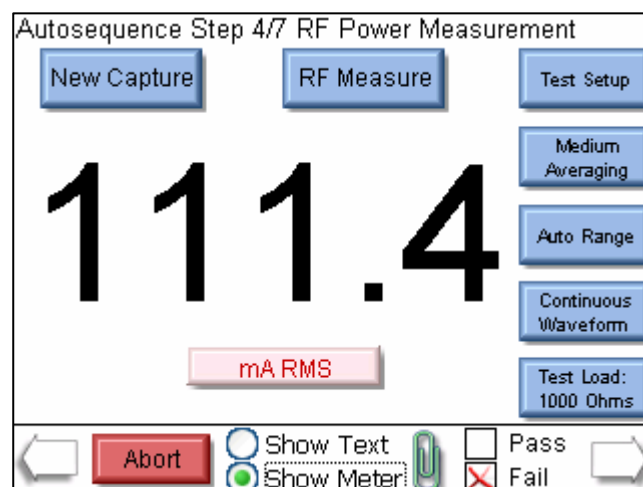 Autosequence Step 4/7 RF Power Measurement
New Capture
RF Measure
Test Setup
Medium
Averaging
111.4
Auto Range
Continuous
Waveform
mA RMS
Test Load:
1000 Ohms
Abort
Show Text
Show Meter
Pass
Fail